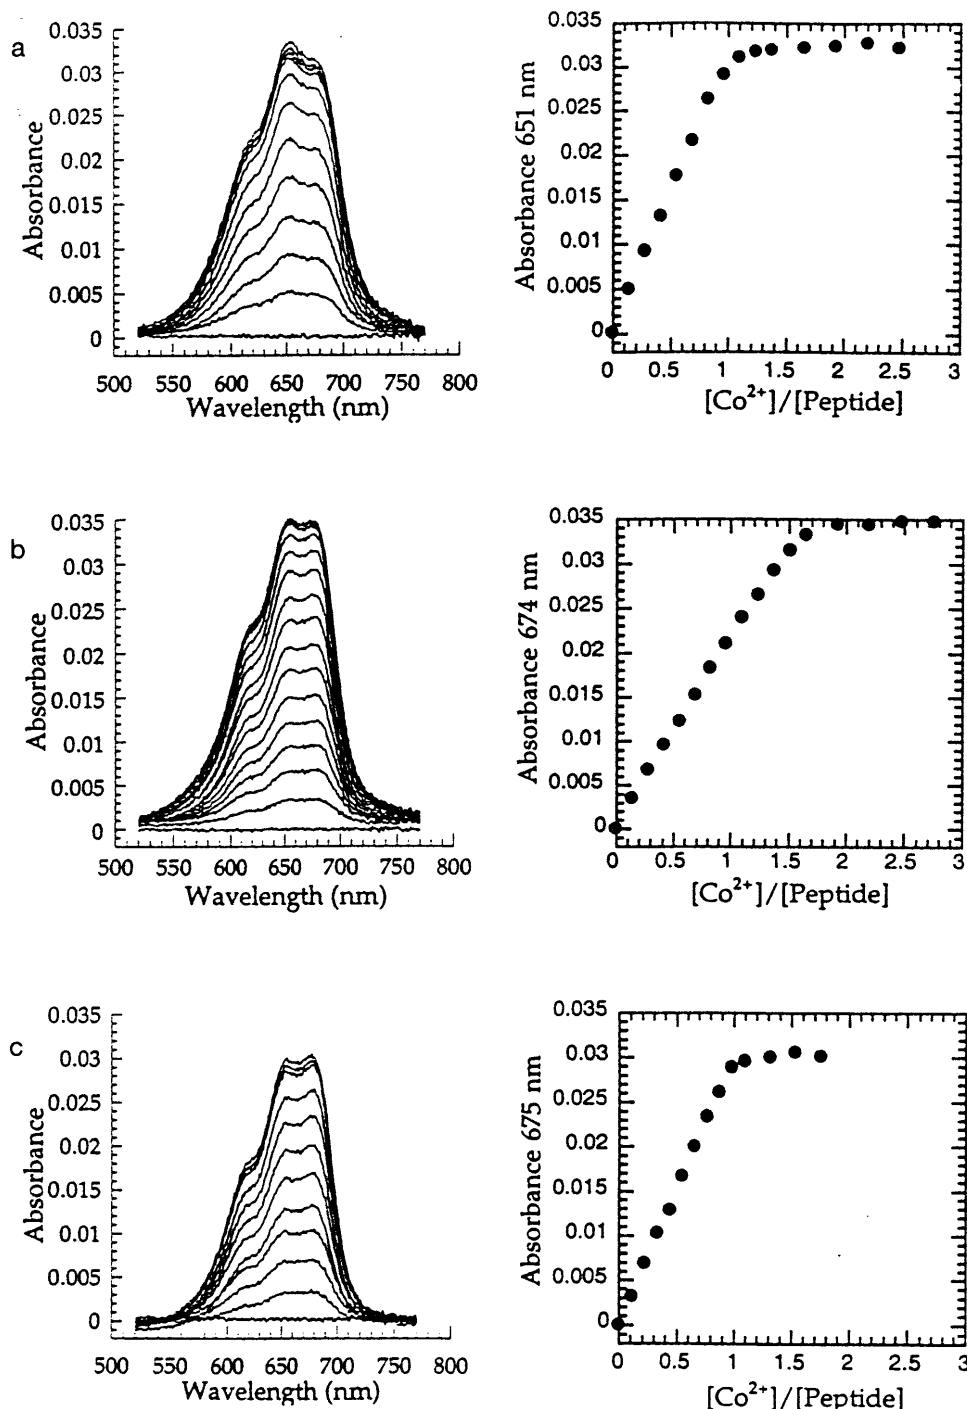 a
0.035
0.03
0.025
0.02
0.015
0.01
0.005
0
Absorbance
500 550 600 650 700 750 800
Wavelength (nm)
0.035
0.03
0.025
0.02
0.015
0.01
0.005
0
Absorbance 651 nm
0 0.5 1 1.5 2 2.5 3
[Co²⁺]/[Peptide]
b
0.035
0.03
0.025
0.02
0.015
0.01
0.005
0
Absorbance
500 550 600 650 700 750 800
Wavelength (nm)
0.035
0.03
0.025
0.02
0.015
0.01
0.005
0
Absorbance 674 nm
0 0.5 1 1.5 2 2.5 3
[Co²⁺]/[Peptide]
c
0.035
0.03
0.025
0.02
0.015
0.01
0.005
0
Absorbance
500 550 600 650 700 750 800
Wavelength (nm)
0.035
0.03
0.025
0.02
0.015
0.01
0.005
0
Absorbance 675 nm
0 0.5 1 1.5 2 2.5 3
[Co²⁺]/[Peptide]